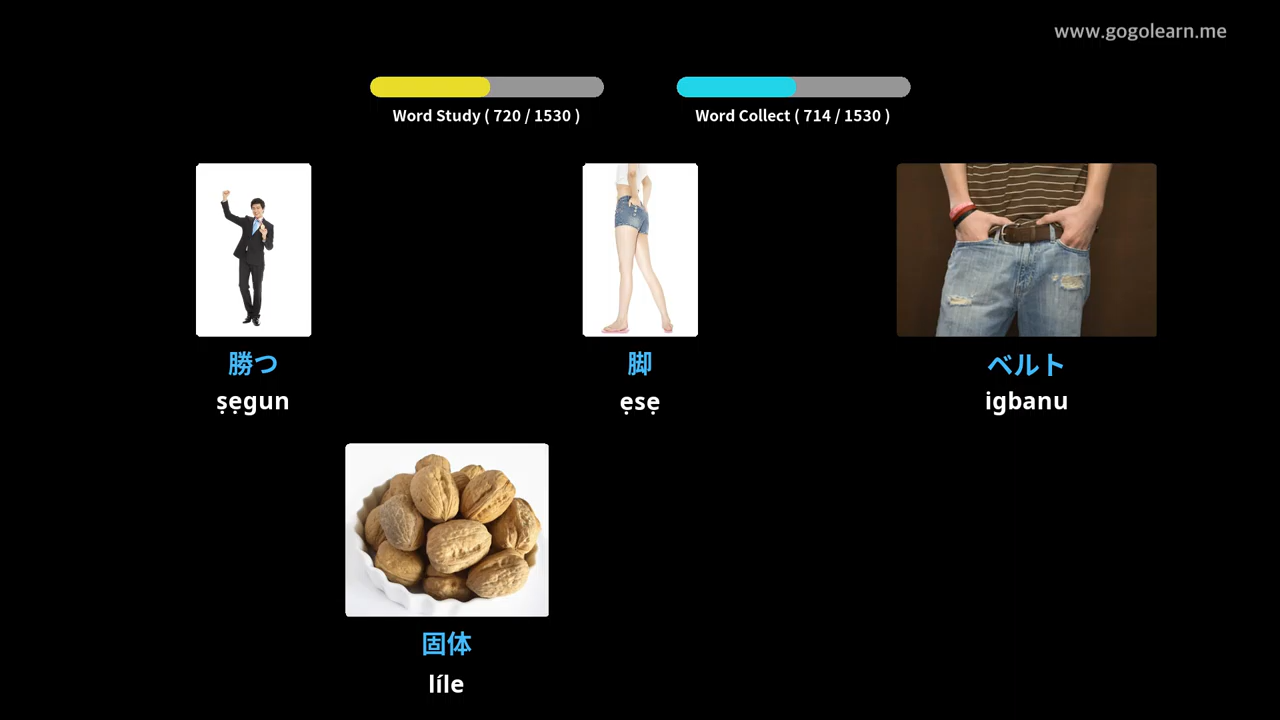 www.gogolearn.me
Word Study ( 720 / 1530 )
Word Collect ( 714 / 1530 )
勝つ
ṣẹgun
脚
ẹsẹ
ベルト
igbanu
固体
líle